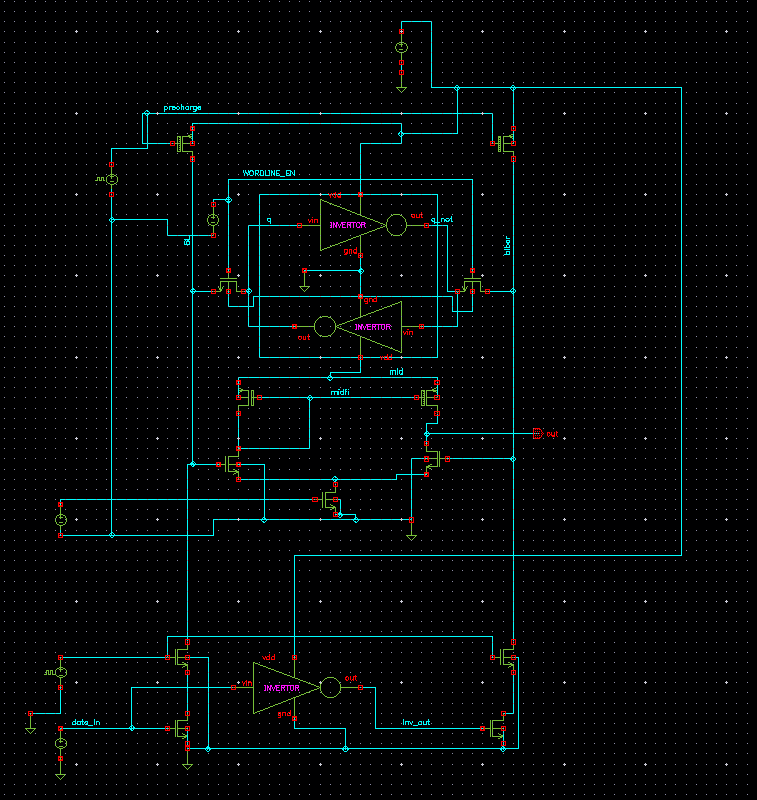 precharge
WORDLINE_EN
vdd
q
vin
INVERTOR
out
q_not
BL
blbar
gnd
gnd
INVERTOR
vin
out
vdd
mid
midfi
out
vdd
vin
INVERTOR
out
gnd
data_in
inv_out